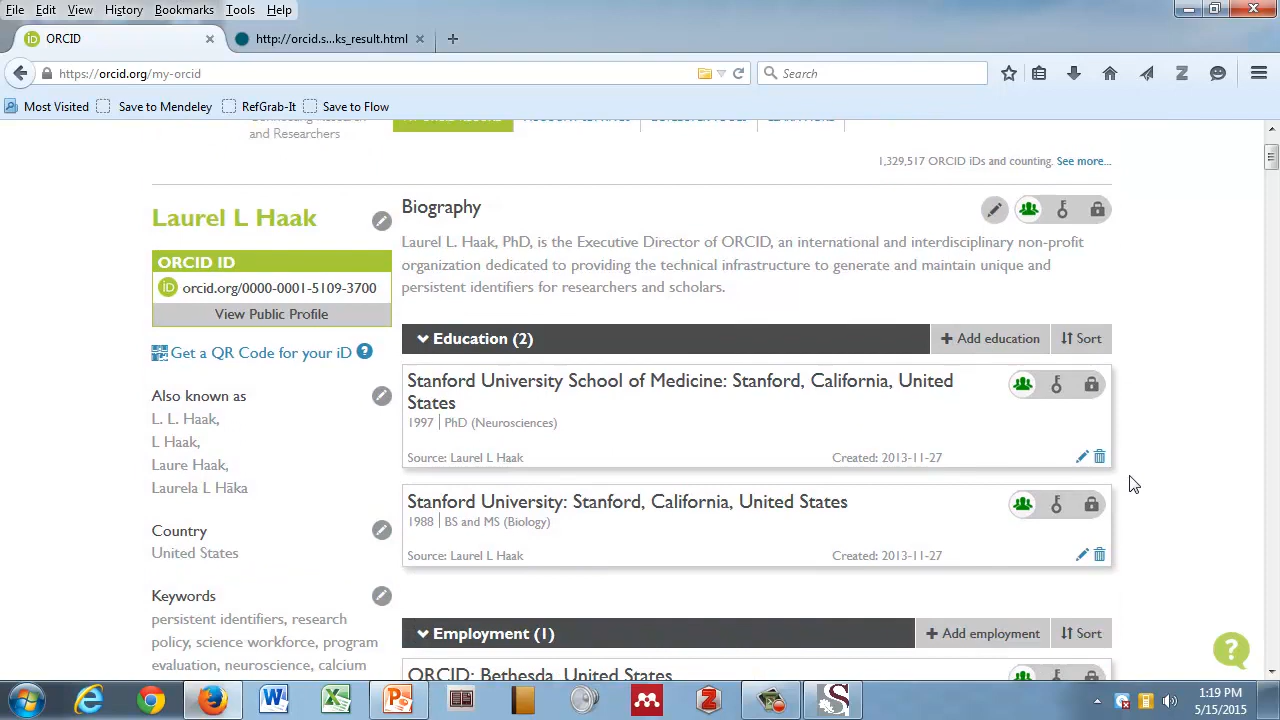 File Edit View History Bookmarks Tools Help
ORCID
http://orcid.s...ks_result.html
https://orcid.org/my-orcid
Search
Most Visited Save to Mendeley RefGrab-It Save to Flow
and Researchers
1,329,517 ORCID iDs and counting. See more...
Laurel L Haak
ORCID ID
iD orcid.org/0000-0001-5109-3700
View Public Profile
Get a QR Code for your iD ?
Also known as
L. L. Haak,
L Haak,
Laure Haak,
Laurela L Hāka
Country
United States
Keywords
persistent identifiers, research
policy, science workforce, program
evaluation, neuroscience, calcium
Biography
Laurel L. Haak, PhD, is the Executive Director of ORCID, an international and interdisciplinary non-profit
organization dedicated to providing the technical infrastructure to generate and maintain unique and
persistent identifiers for researchers and scholars.
Education (2) Add education Sort
Stanford University School of Medicine: Stanford, California, United
States
1997 | PhD (Neurosciences)
Source: Laurel L Haak Created: 2013-11-27
Stanford University: Stanford, California, United States
1988 | BS and MS (Biology)
Source: Laurel L Haak Created: 2013-11-27
Employment (1) Add employment Sort
ORCID: Bethesda, United States
1:19 PM
5/15/2015